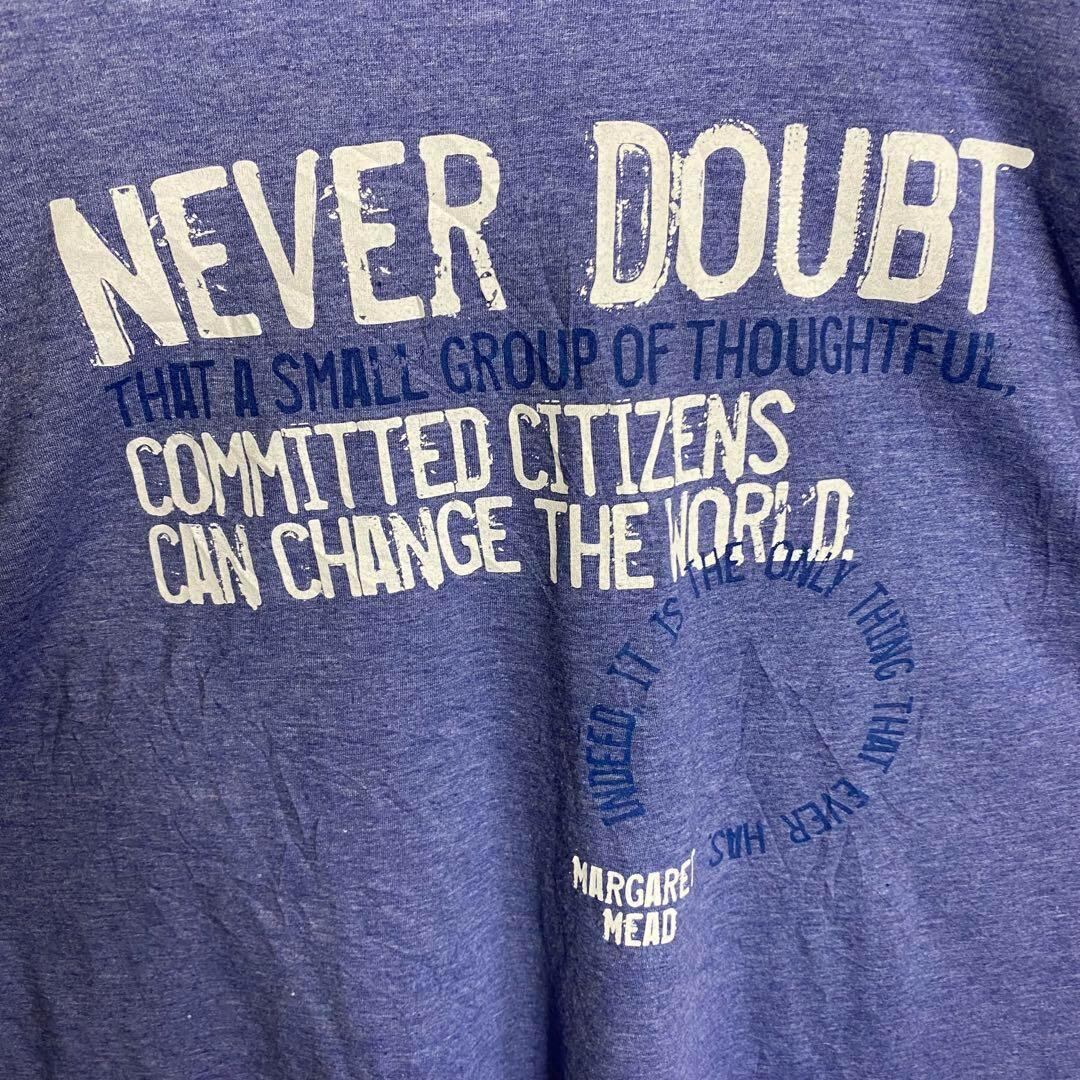 NEVER DOUBT
THAT A SMALL GROUP OF THOUGHTFUL,
COMMITTED CITIZENS
CAN CHANGE THE WORLD.
INDEED, IT IS THE ONLY THING THAT EVER HAS.
MARGARET
MEAD